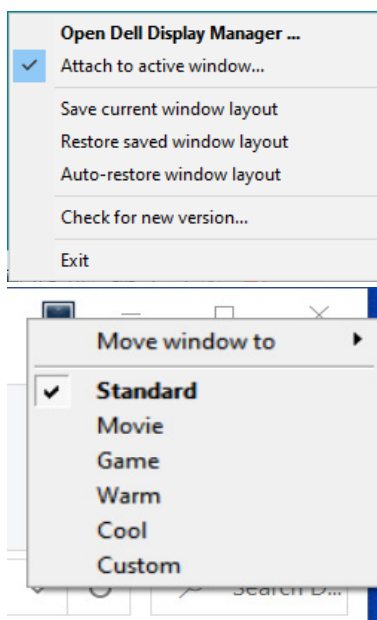 Open Dell Display Manager ...
Attach to active window...
Save current window layout
Restore saved window layout
Auto-restore window layout
Check for new version...
Exit
Move window to
Standard
Movie
Game
Warm
Cool
Custom
Search D...